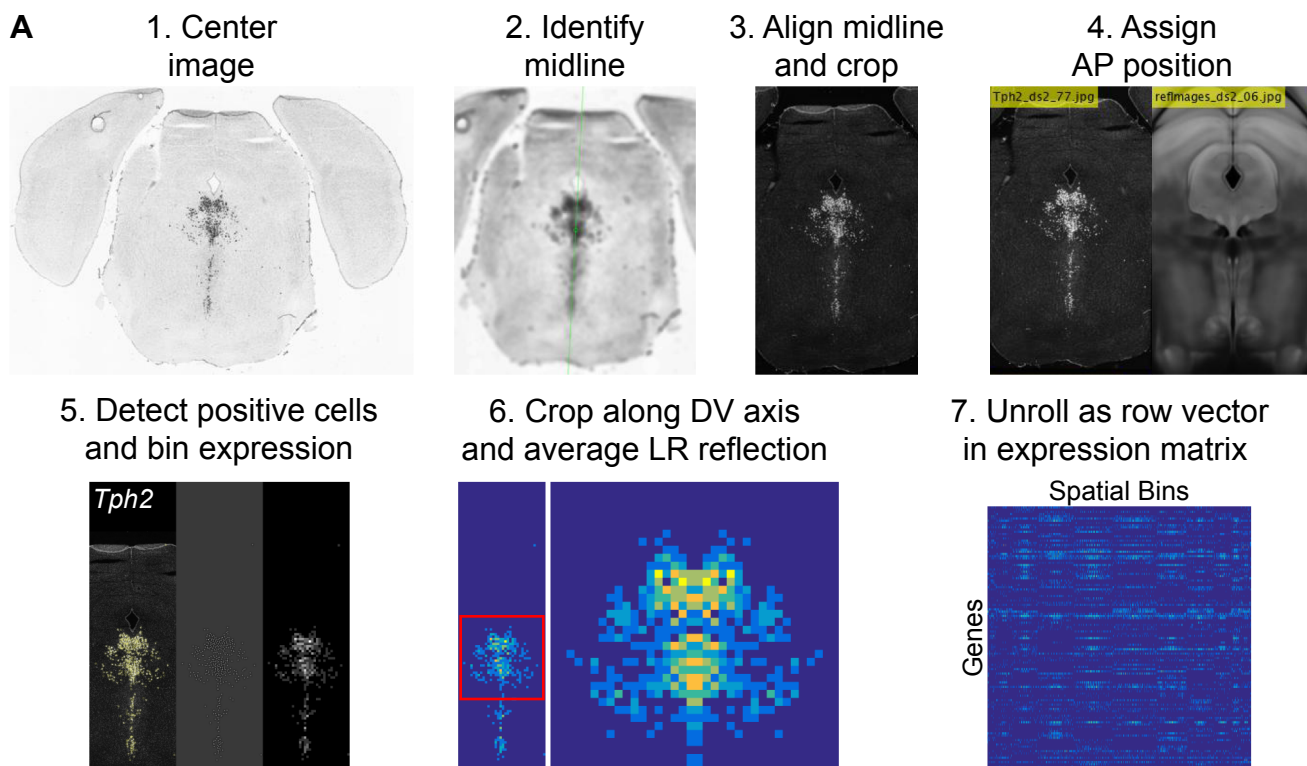 A
1. Center
image
2. Identify
midline
3. Align midline
and crop
4. Assign
AP position
Tph2_ds2_77.jpg
refImages_ds2_06.jpg
5. Detect positive cells
and bin expression
6. Crop along DV axis
and average LR reflection
7. Unroll as row vector
in expression matrix
Tph2
Spatial Bins
Genes